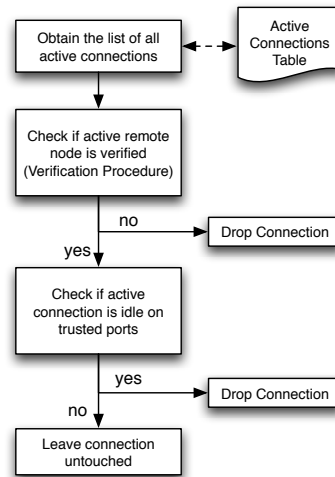 Obtain the list of all
active connections
Active
Connections
Table
Check if active remote
node is verified
(Verification Procedure)
no
Drop Connection
yes
Check if active
connection is idle on
trusted ports
yes
Drop Connection
no
Leave connection
untouched